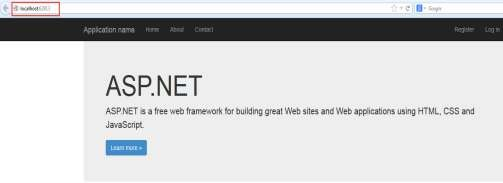 localhost:6263
Google
Application name Home About Contact Register Log in
ASP.NET
ASP.NET is a free web framework for building great Web sites and Web applications using HTML, CSS and
JavaScript.
Learn more »